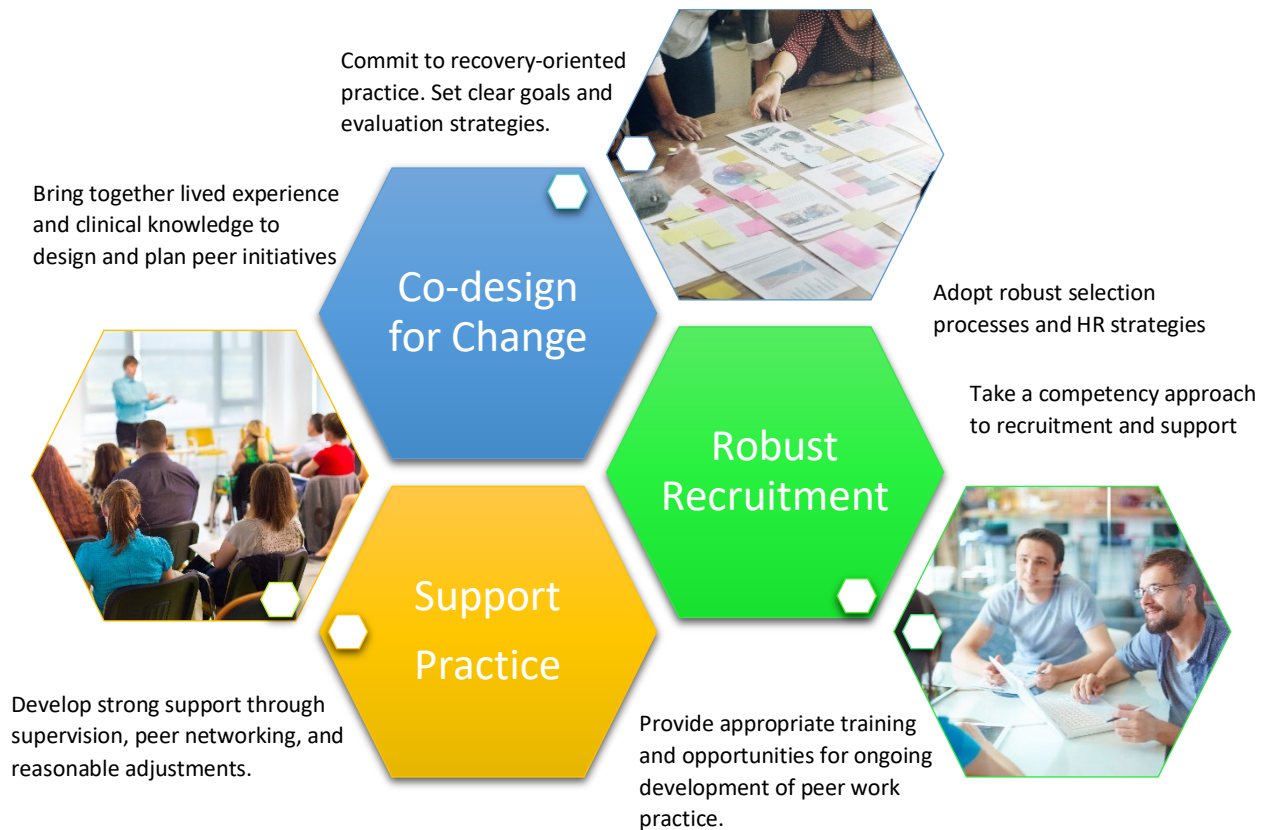 Commit to recovery-oriented
practice. Set clear goals and
evaluation strategies.
Bring together lived experience
and clinical knowledge to
design and plan peer initiatives
Co-design
for Change
Adopt robust selection
processes and HR strategies
Take a competency approach
to recruitment and support
Robust
Recruitment
Support
Practice
Develop strong support through
supervision, peer networking, and
reasonable adjustments.
Provide appropriate training
and opportunities for ongoing
development of peer work
practice.